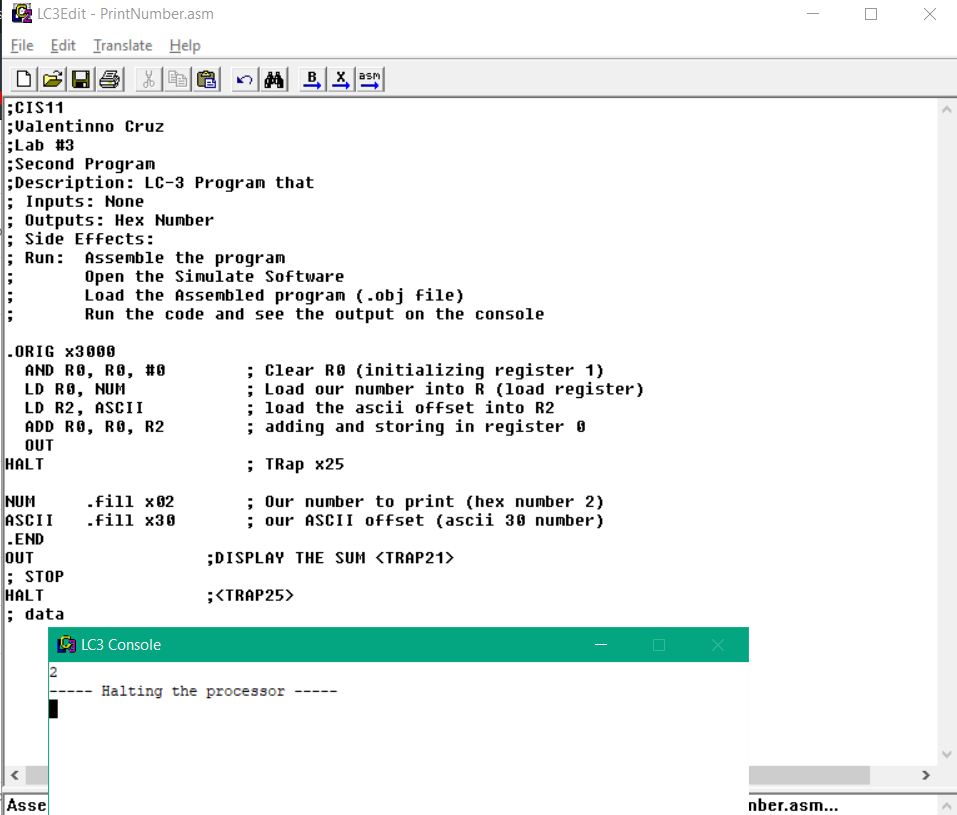 LC3Edit - PrintNumber.asm
File Edit Translate Help
B X asm
;CIS11
;Valentinno Cruz
;Lab #3
;Second Program
;Description: LC-3 Program that
; Inputs: None
; Outputs: Hex Number
; Side Effects:
; Run: Assemble the program
; Open the Simulate Software
; Load the Assembled program (.obj file)
; Run the code and see the output on the console
.ORIG x3000
AND R0, R0, #0 ; Clear R0 (initializing register 1)
LD R0, NUM ; Load our number into R (load register)
LD R2, ASCII ; load the ascii offset into R2
ADD R0, R0, R2 ; adding and storing in register 0
OUT
HALT ; TRap x25
NUM .fill x02 ; Our number to print (hex number 2)
ASCII .fill x30 ; our ASCII offset (ascii 30 number)
.END
OUT ;DISPLAY THE SUM <TRAP21>
; STOP
HALT ;<TRAP25>
; data
LC3 Console
2
----- Halting the processor -----
Asse
mber.asm...